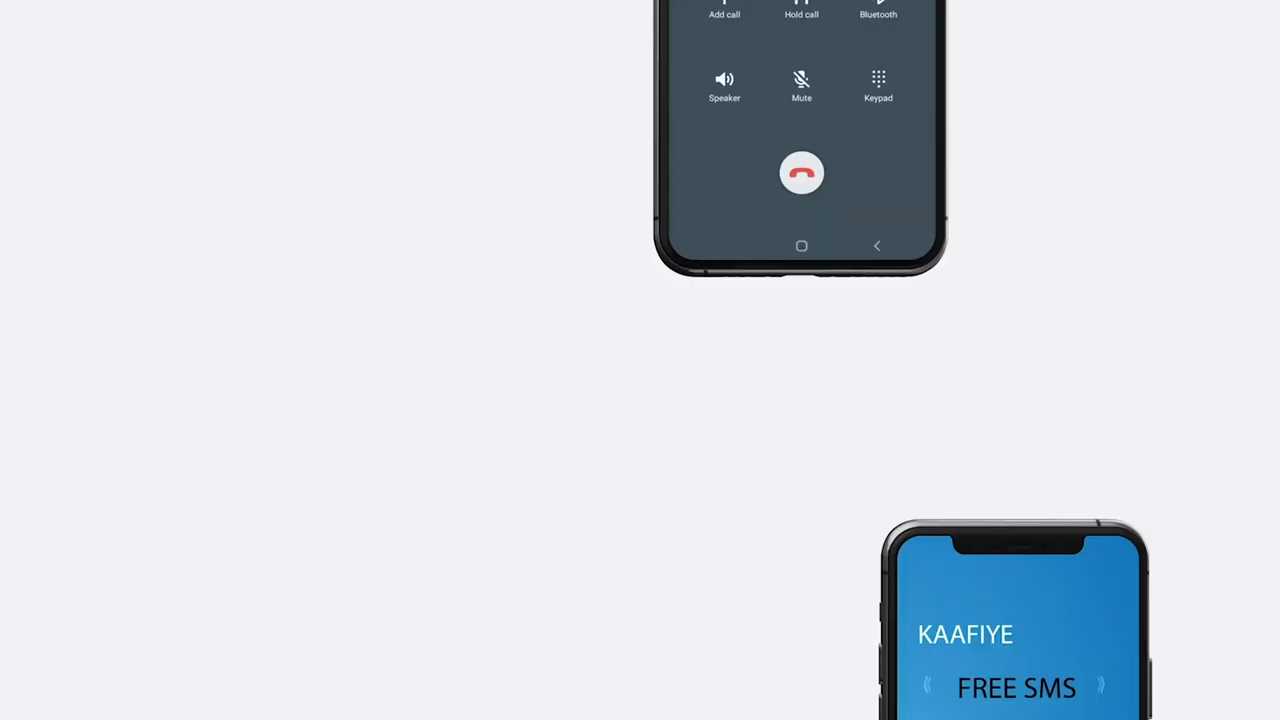 Add call Hold call Bluetooth
Speaker Mute Keypad
KAAFIYE
FREE SMS